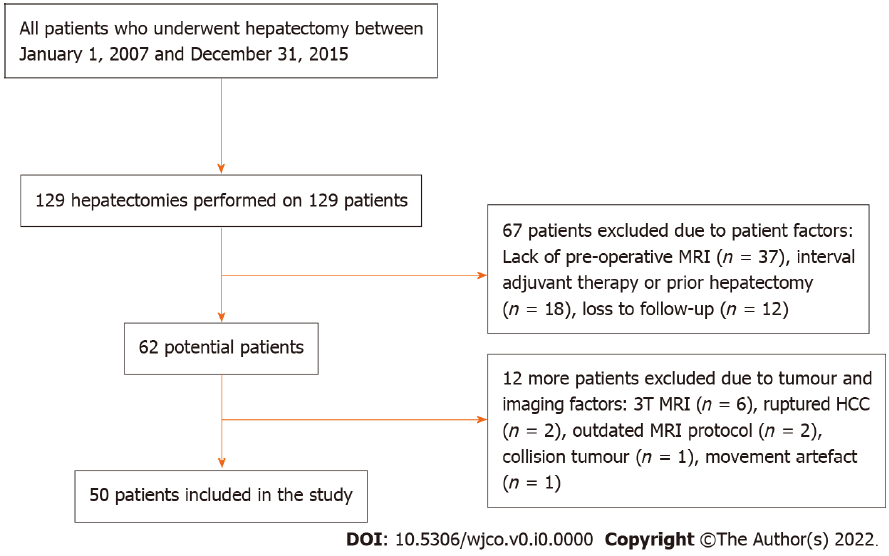 All patients who underwent hepatectomy between
January 1, 2007 and December 31, 2015
129 hepatectomies performed on 129 patients
67 patients excluded due to patient factors:
Lack of pre-operative MRI (n = 37), interval
adjuvant therapy or prior hepatectomy
(n = 18), loss to follow-up (n = 12)
62 potential patients
12 more patients excluded due to tumour and
imaging factors: 3T MRI (n = 6), ruptured HCC
(n = 2), outdated MRI protocol (n = 2),
collision tumour (n = 1), movement artefact
(n = 1)
50 patients included in the study
DOI: 10.5306/wjco.v0.i0.0000 Copyright ©The Author(s) 2022.